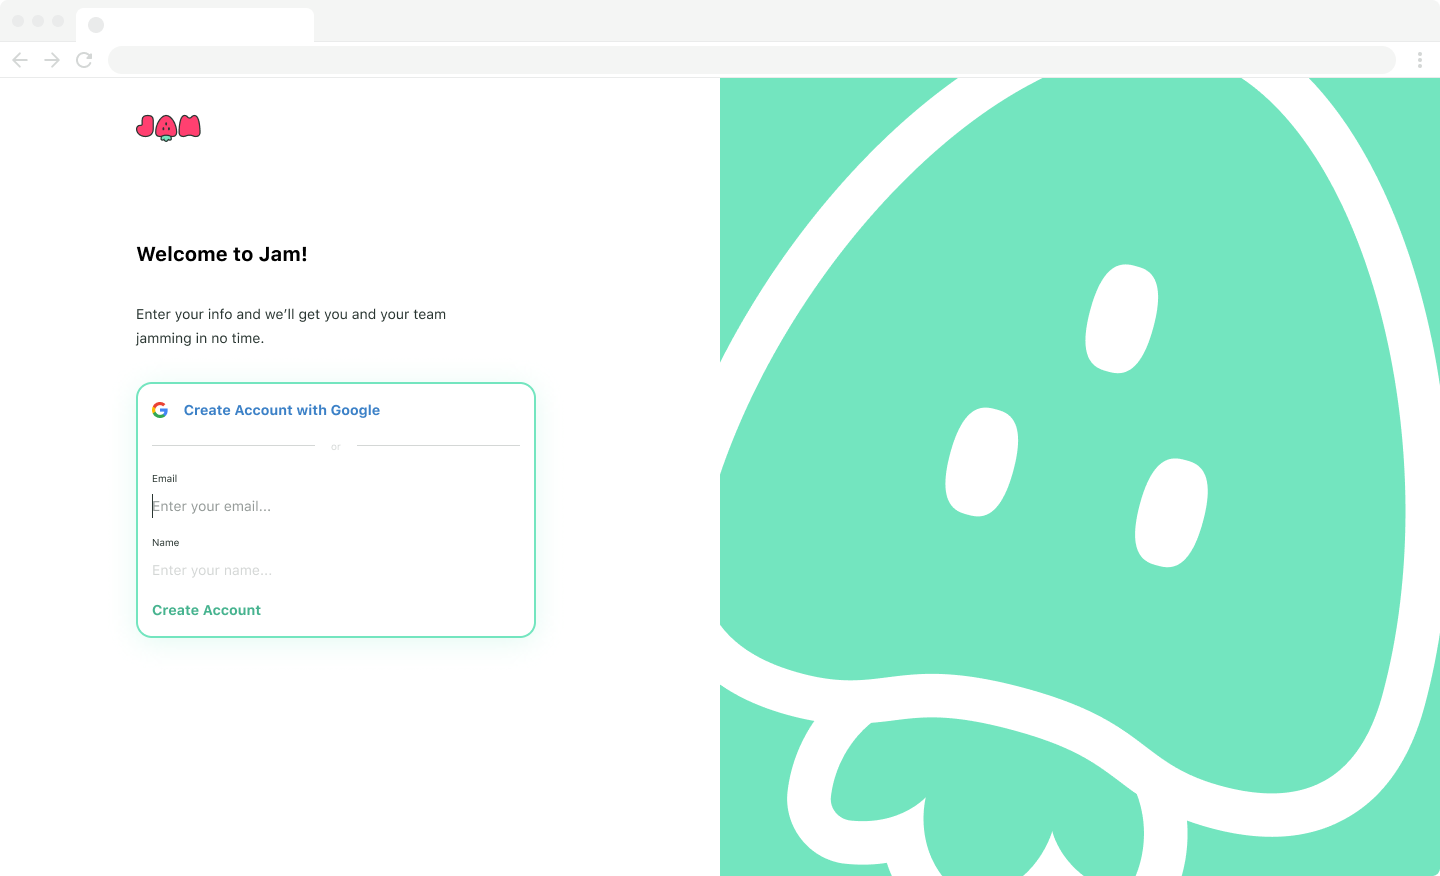 JAM
Welcome to Jam!
Enter your info and we’ll get you and your team
jamming in no time.
Create Account with Google
or
Email
Enter your email...
Name
Enter your name...
Create Account